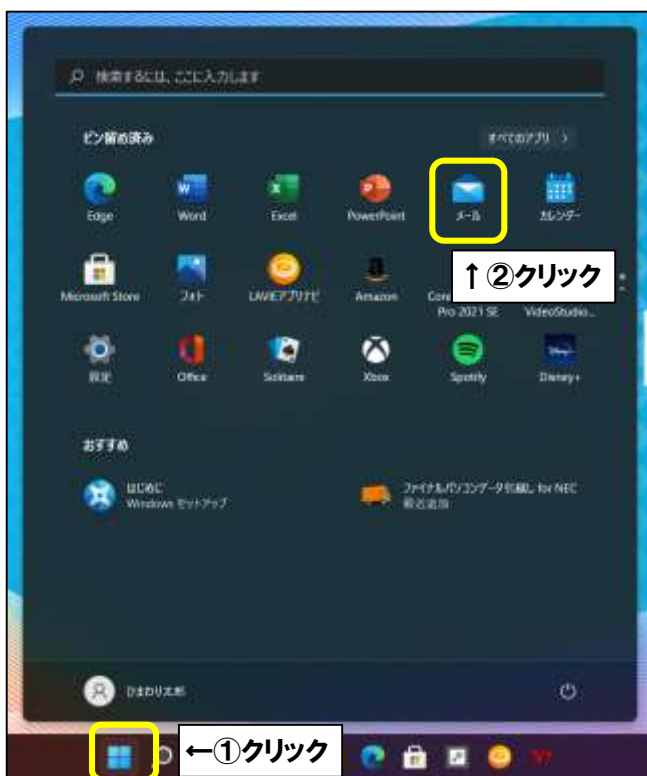 検索するには、ここに入力します
ピン留め済み
すべてのアプリ >
Edge
Word
Excel
PowerPoint
メール
カレンダー
↑②クリック
Microsoft Store
フォト
LAVIEアプリナビ
Amazon
Pro 2021 SE
VideoStudio...
設定
Office
Solitaire
Xbox
Spotify
Disney+
おすすめ
はじめに
Windows セットアップ
ファイナルパソコンデータ引越し for NEC
最近追加
ひまわり太郎
←①クリック